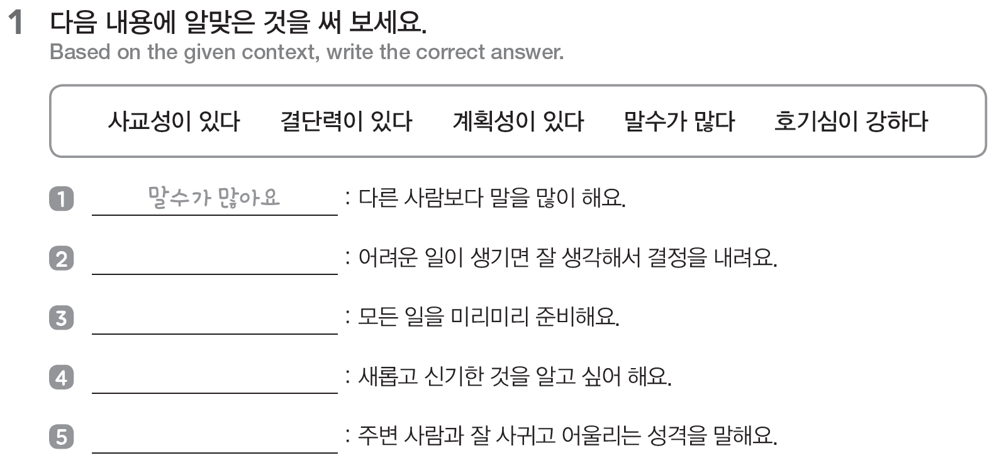 1 다음 내용에 알맞은 것을 써 보세요.
Based on the given context, write the correct answer.
사교성이 있다 결단력이 있다 계획성이 있다 말수가 많다 호기심이 강하다
1 말수가 많아요 : 다른 사람보다 말을 많이 해요.
2 : 어려운 일이 생기면 잘 생각해서 결정을 내려요.
3 : 모든 일을 미리미리 준비해요.
4 : 새롭고 신기한 것을 알고 싶어 해요.
5 : 주변 사람과 잘 사귀고 어울리는 성격을 말해요.